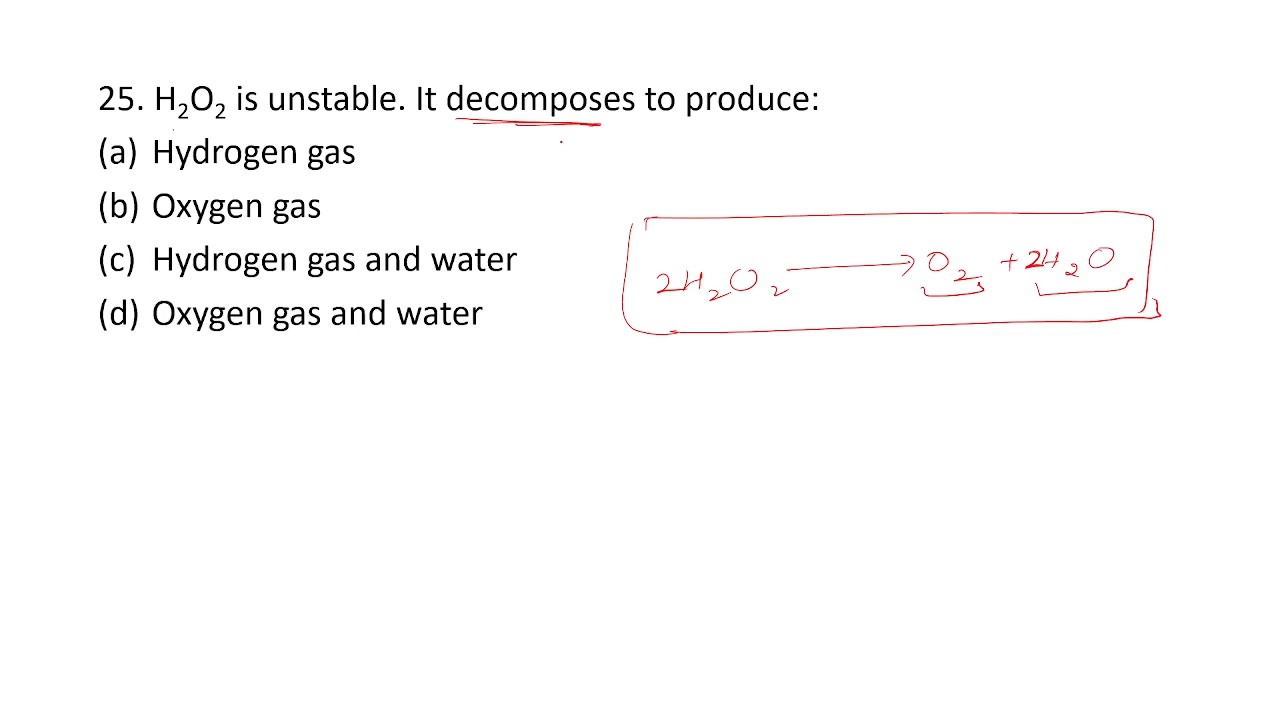 25. H₂O₂ is unstable. It decomposes to produce:
(a) Hydrogen gas
(b) Oxygen gas
(c) Hydrogen gas and water
(d) Oxygen gas and water
2H₂O₂ → O₂ + 2H₂O